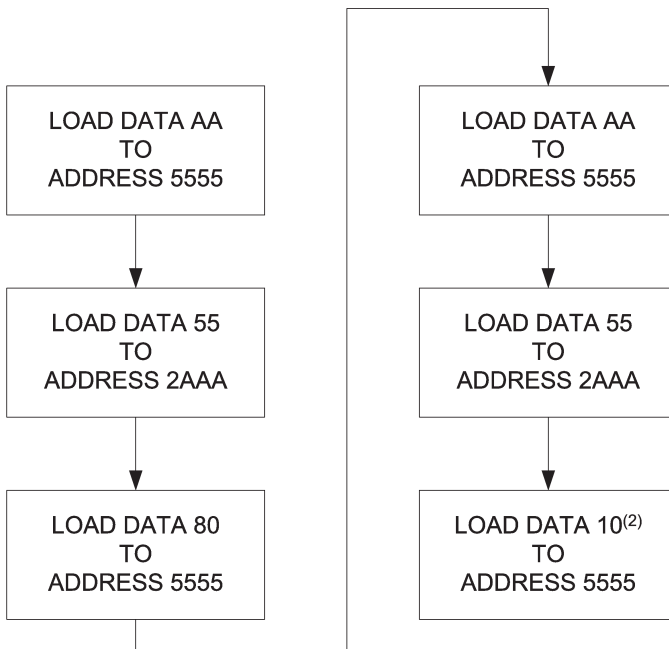 LOAD DATA AA
TO
ADDRESS 5555
LOAD DATA 55
TO
ADDRESS 2AAA
LOAD DATA 80
TO
ADDRESS 5555
LOAD DATA AA
TO
ADDRESS 5555
LOAD DATA 55
TO
ADDRESS 2AAA
LOAD DATA 10(2)
TO
ADDRESS 5555